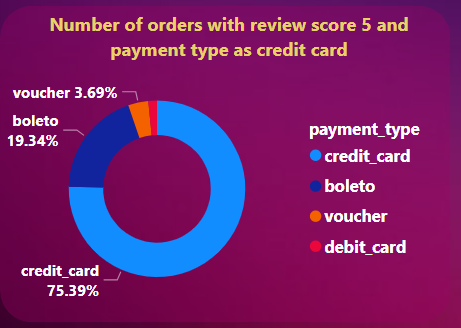 Number of orders with review score 5 and
payment type as credit card
voucher 3.69%
boleto
19.34%
credit_card
75.39%
payment_type
credit_card
boleto
voucher
debit_card